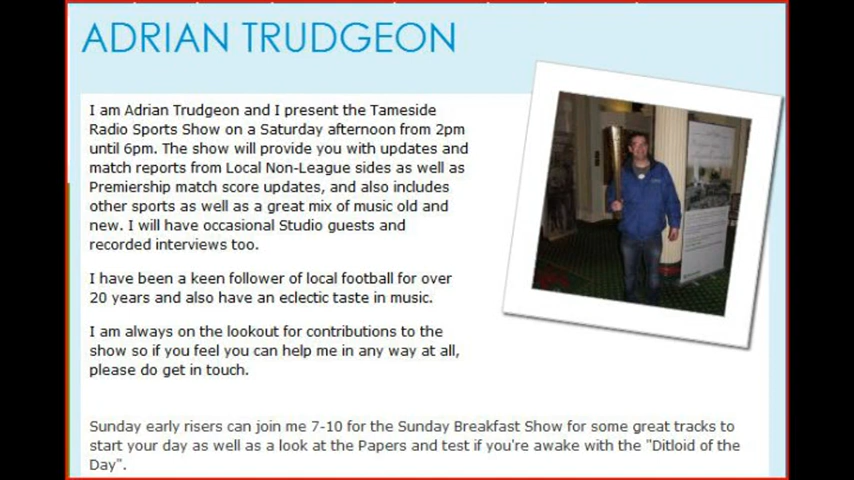 ADRIAN TRUDGEON
I am Adrian Trudgeon and I present the Tameside
Radio Sports Show on a Saturday afternoon from 2pm
until 6pm. The show will provide you with updates and
match reports from Local Non-League sides as well as
Premiership match score updates, and also includes
other sports as well as a great mix of music old and
new. I will have occasional Studio guests and
recorded interviews too.
I have been a keen follower of local football for over
20 years and also have an eclectic taste in music.
I am always on the lookout for contributions to the
show so if you feel you can help me in any way at all,
please do get in touch.
Sunday early risers can join me 7-10 for the Sunday Breakfast Show for some great tracks to
start your day as well as a look at the Papers and test if you're awake with the "Ditloid of the
Day".